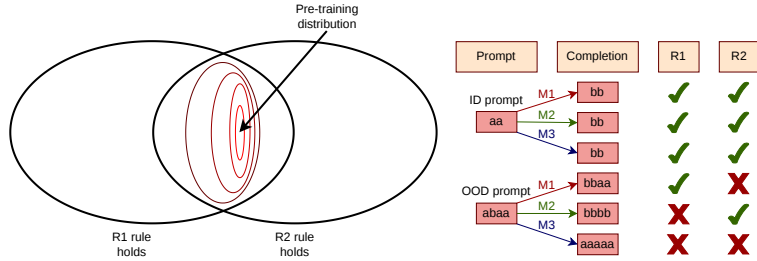 Pre-training
distribution
R1 rule
holds
R2 rule
holds
Prompt
Completion
R1
R2
ID prompt
aa
M1
M2
M3
bb
bb
bb
OOD prompt
abaa
M1
M2
M3
bbaa
bbbb
aaaaa